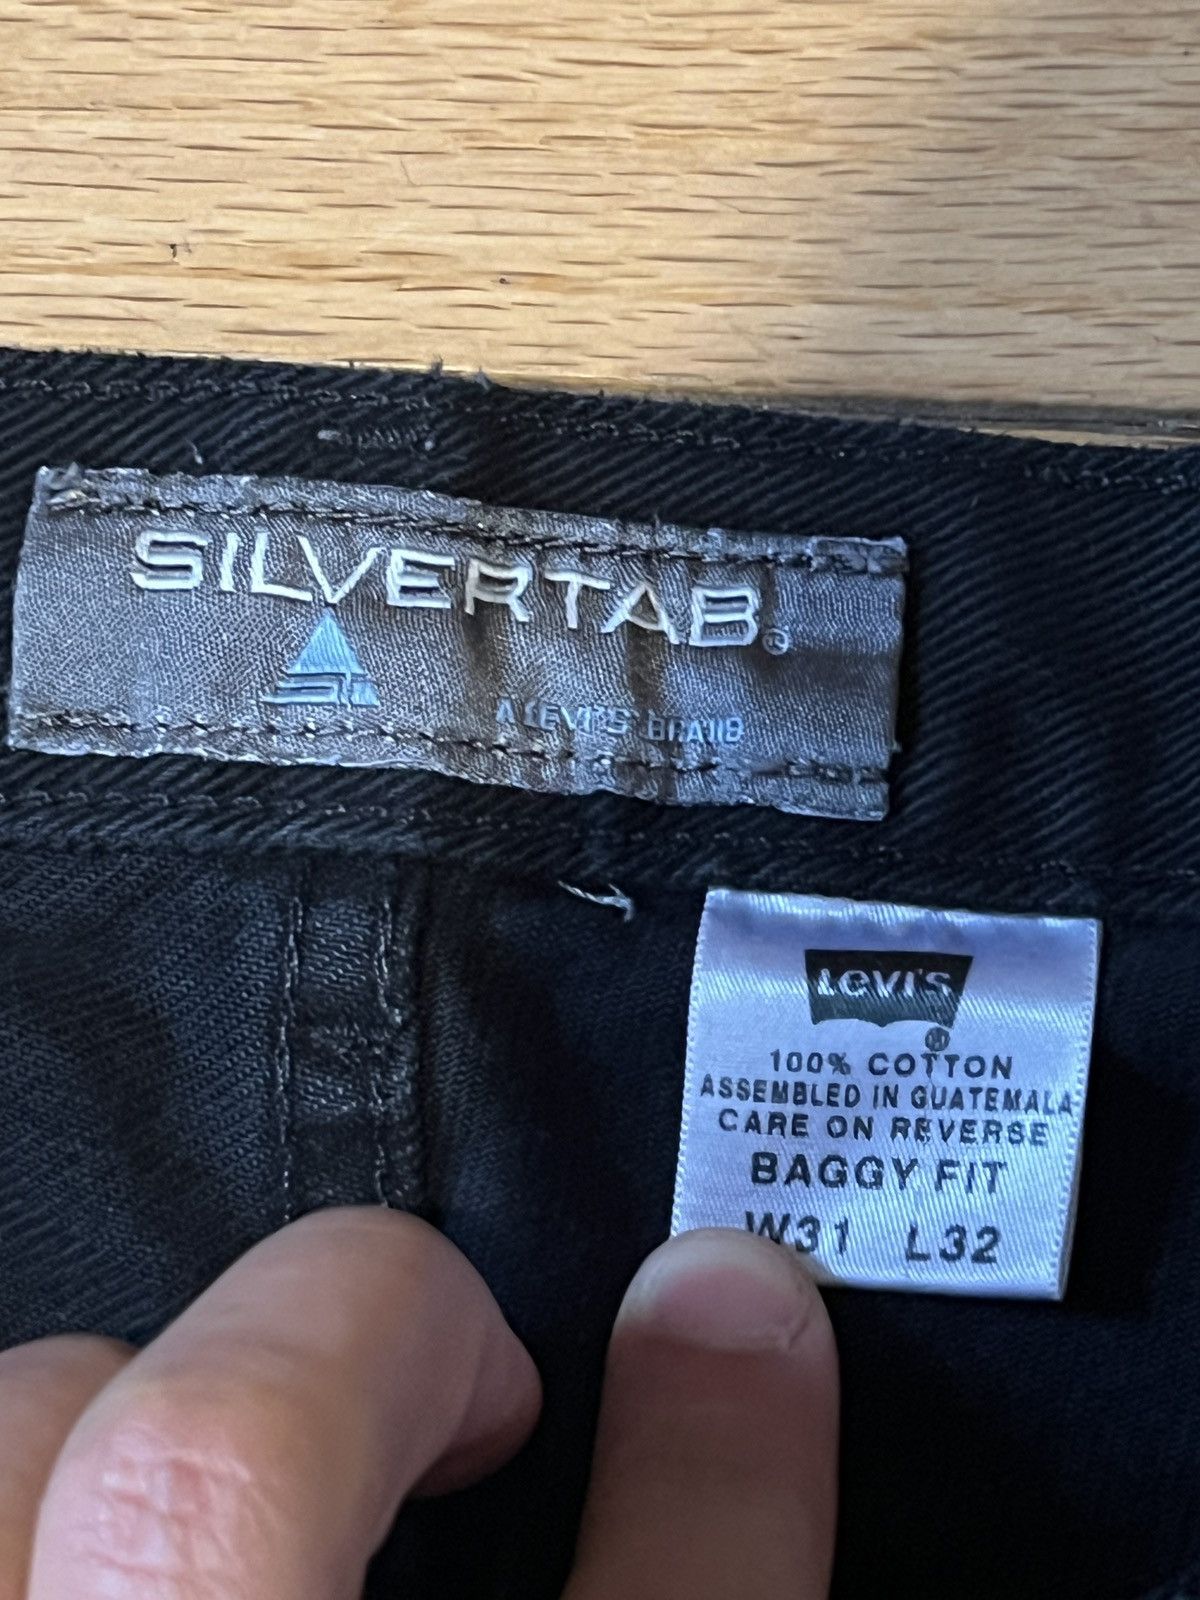 SILVERTAB®
A LEVI'S BRAND
LEVI'S
®
100% COTTON
ASSEMBLED IN GUATEMALA
CARE ON REVERSE
BAGGY FIT
W31 L32